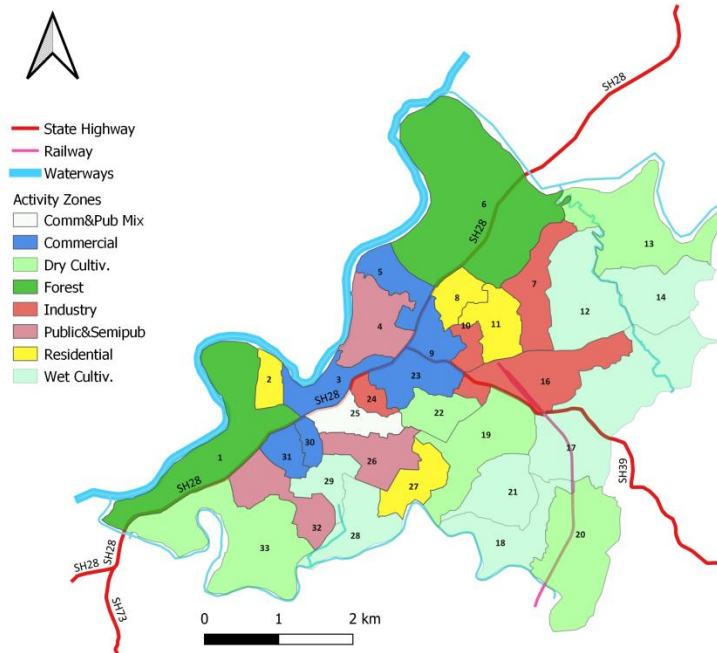 State Highway
Railway
Waterways
Activity Zones
Comm&Pub Mix
Commercial
Dry Cultiv.
Forest
Industry
Public&Semipub
Residential
Wet Cultiv.
SH28
6
SH28
13
5
8
7
12
14
4
10
11
9
2
3
SH28
23
16
24
25
22
1
31
30
26
19
17
SH39
SH28
29
27
21
32
28
18
20
33
SH28
SH28
SH73
0 1 2 km